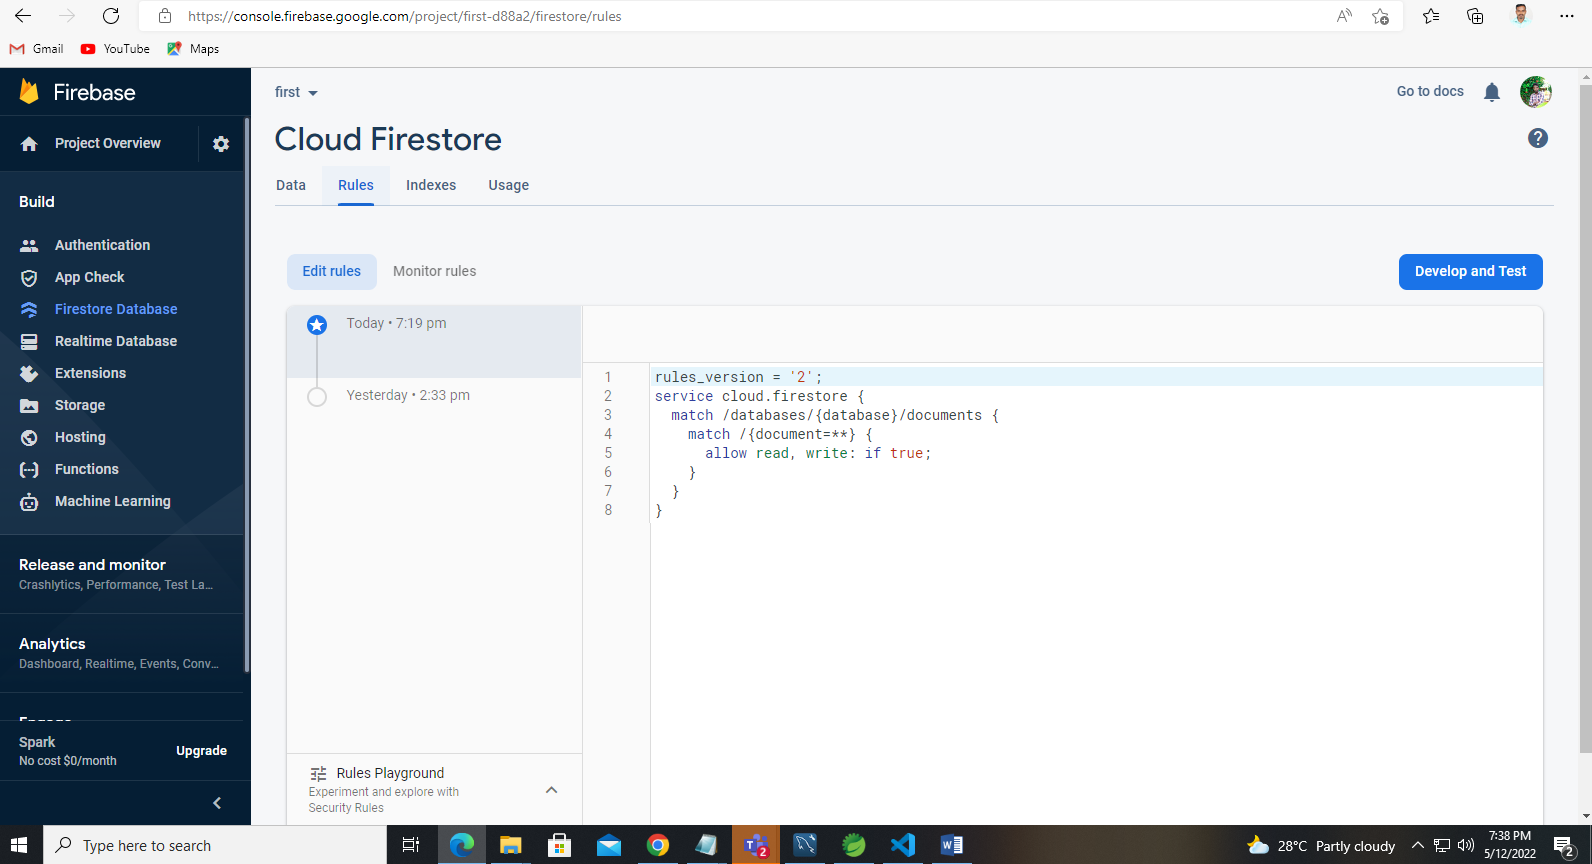 https://console.firebase.google.com/project/first-d88a2/firestore/rules
Gmail
YouTube
Maps
Firebase
Project Overview
Build
Authentication
App Check
Firestore Database
Realtime Database
Extensions
Storage
Hosting
Functions
Machine Learning
Release and monitor
Crashlytics, Performance, Test La...
Analytics
Dashboard, Realtime, Events, Conv...
Spark
No cost $0/month
Upgrade
first
Go to docs
Cloud Firestore
Data
Rules
Indexes
Usage
Edit rules
Monitor rules
Develop and Test
Today • 7:19 pm
Yesterday • 2:33 pm
1 rules_version = '2';
2 service cloud.firestore {
3 match /databases/{database}/documents {
4 match /{document=**} {
5 allow read, write: if true;
6 }
7 }
8 }
Rules Playground
Experiment and explore with
Security Rules
Type here to search
2
28°C Partly cloudy
7:38 PM
5/12/2022
2